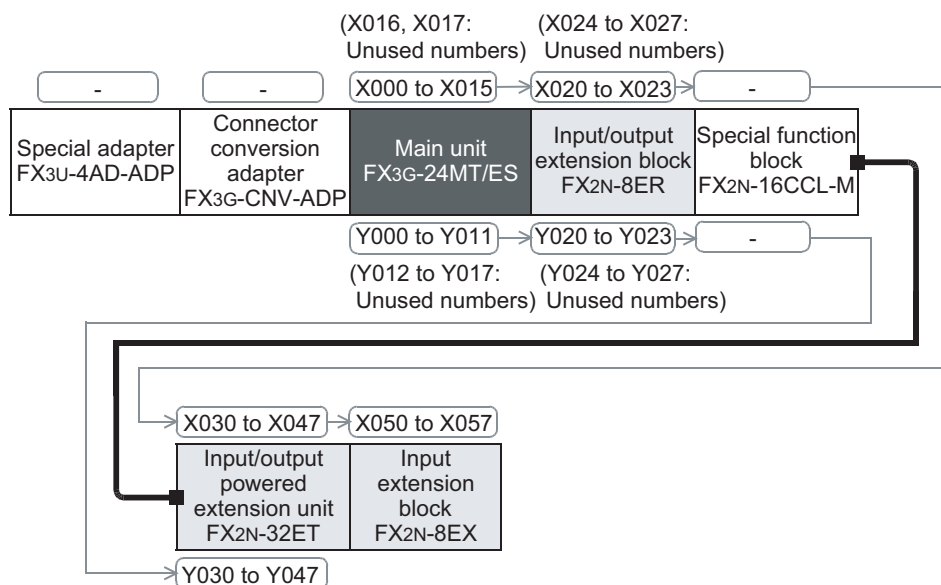 (X016, X017:
Unused numbers)
(X024 to X027:
Unused numbers)
-
-
X000 to X015
X020 to X023
-
Special adapter
FX3U-4AD-ADP
Connector
conversion
adapter
FX3G-CNV-ADP
Main unit
FX3G-24MT/ES
Input/output
extension block
FX2N-8ER
Special function
block
FX2N-16CCL-M
Y000 to Y011
Y020 to Y023
-
(Y012 to Y017:
Unused numbers)
(Y024 to Y027:
Unused numbers)
X030 to X047
X050 to X057
Input/output
powered
extension unit
FX2N-32ET
Input
extension
block
FX2N-8EX
Y030 to Y047